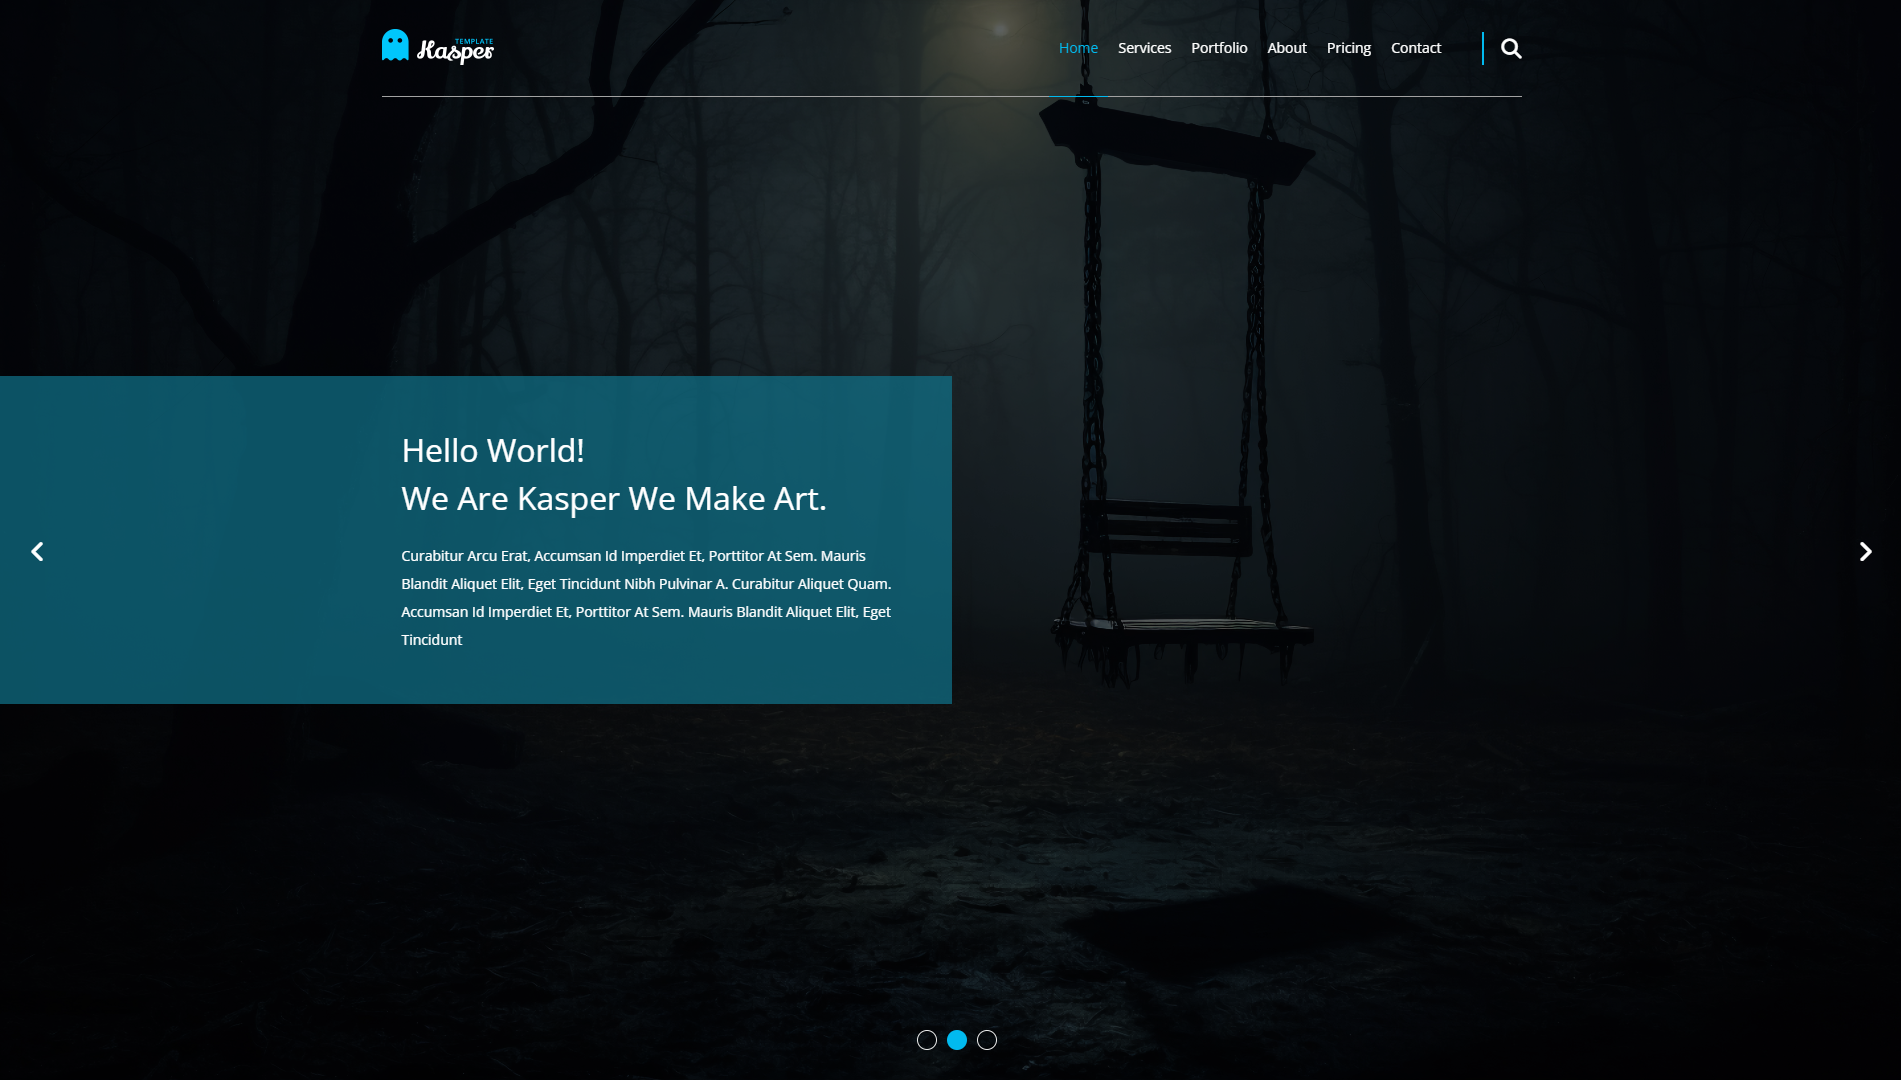 TEMPLATE
Kasper
Home Services Portfolio About Pricing Contact
Hello World!
We Are Kasper We Make Art.
Curabitur Arcu Erat, Accumsan Id Imperdiet Et, Porttitor At Sem. Mauris
Blandit Aliquet Elit, Eget Tincidunt Nibh Pulvinar A. Curabitur Aliquet Quam.
Accumsan Id Imperdiet Et, Porttitor At Sem. Mauris Blandit Aliquet Elit, Eget
Tincidunt